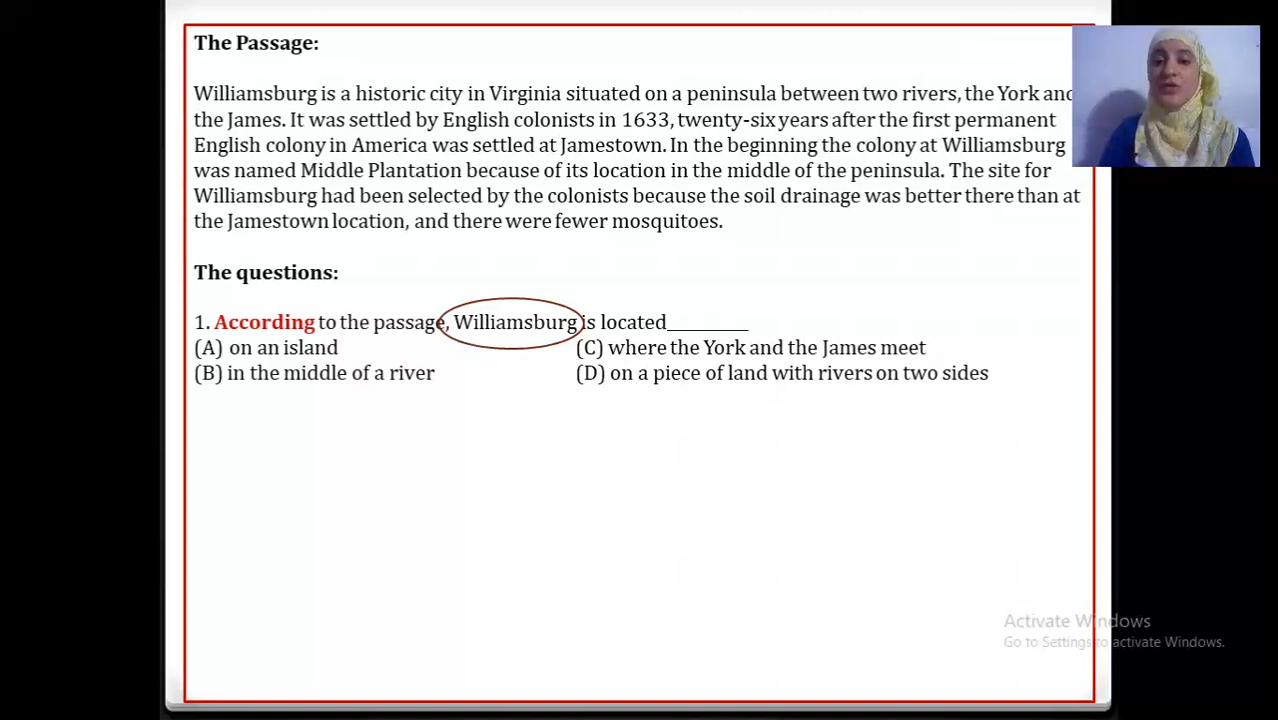 The Passage:
Williamsburg is a historic city in Virginia situated on a peninsula between two rivers, the York and
the James. It was settled by English colonists in 1633, twenty-six years after the first permanent
English colony in America was settled at Jamestown. In the beginning the colony at Williamsburg
was named Middle Plantation because of its location in the middle of the peninsula. The site for
Williamsburg had been selected by the colonists because the soil drainage was better there than at
the Jamestown location, and there were fewer mosquitoes.
The questions:
1. According to the passage, Williamsburg is located________
(A) on an island
(C) where the York and the James meet
(B) in the middle of a river
(D) on a piece of land with rivers on two sides
Activate Windows
Go to Settings to activate Windows.